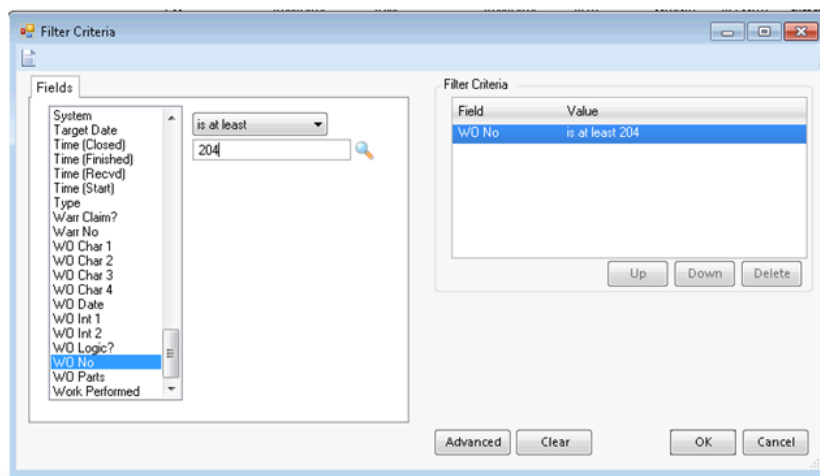 Filter Criteria
Fields
System
Target Date
Time (Closed)
Time (Finished)
Time (Recvd)
Time (Start)
Type
Warr Claim?
Warr No
WO Char 1
WO Char 2
WO Char 3
WO Char 4
WO Date
WO Int 1
WO Int 2
WO Logic?
WO No
WO Parts
Work Performed
is at least
204
Filter Criteria
Field Value
WO No is at least 204
Up Down Delete
Advanced Clear OK Cancel